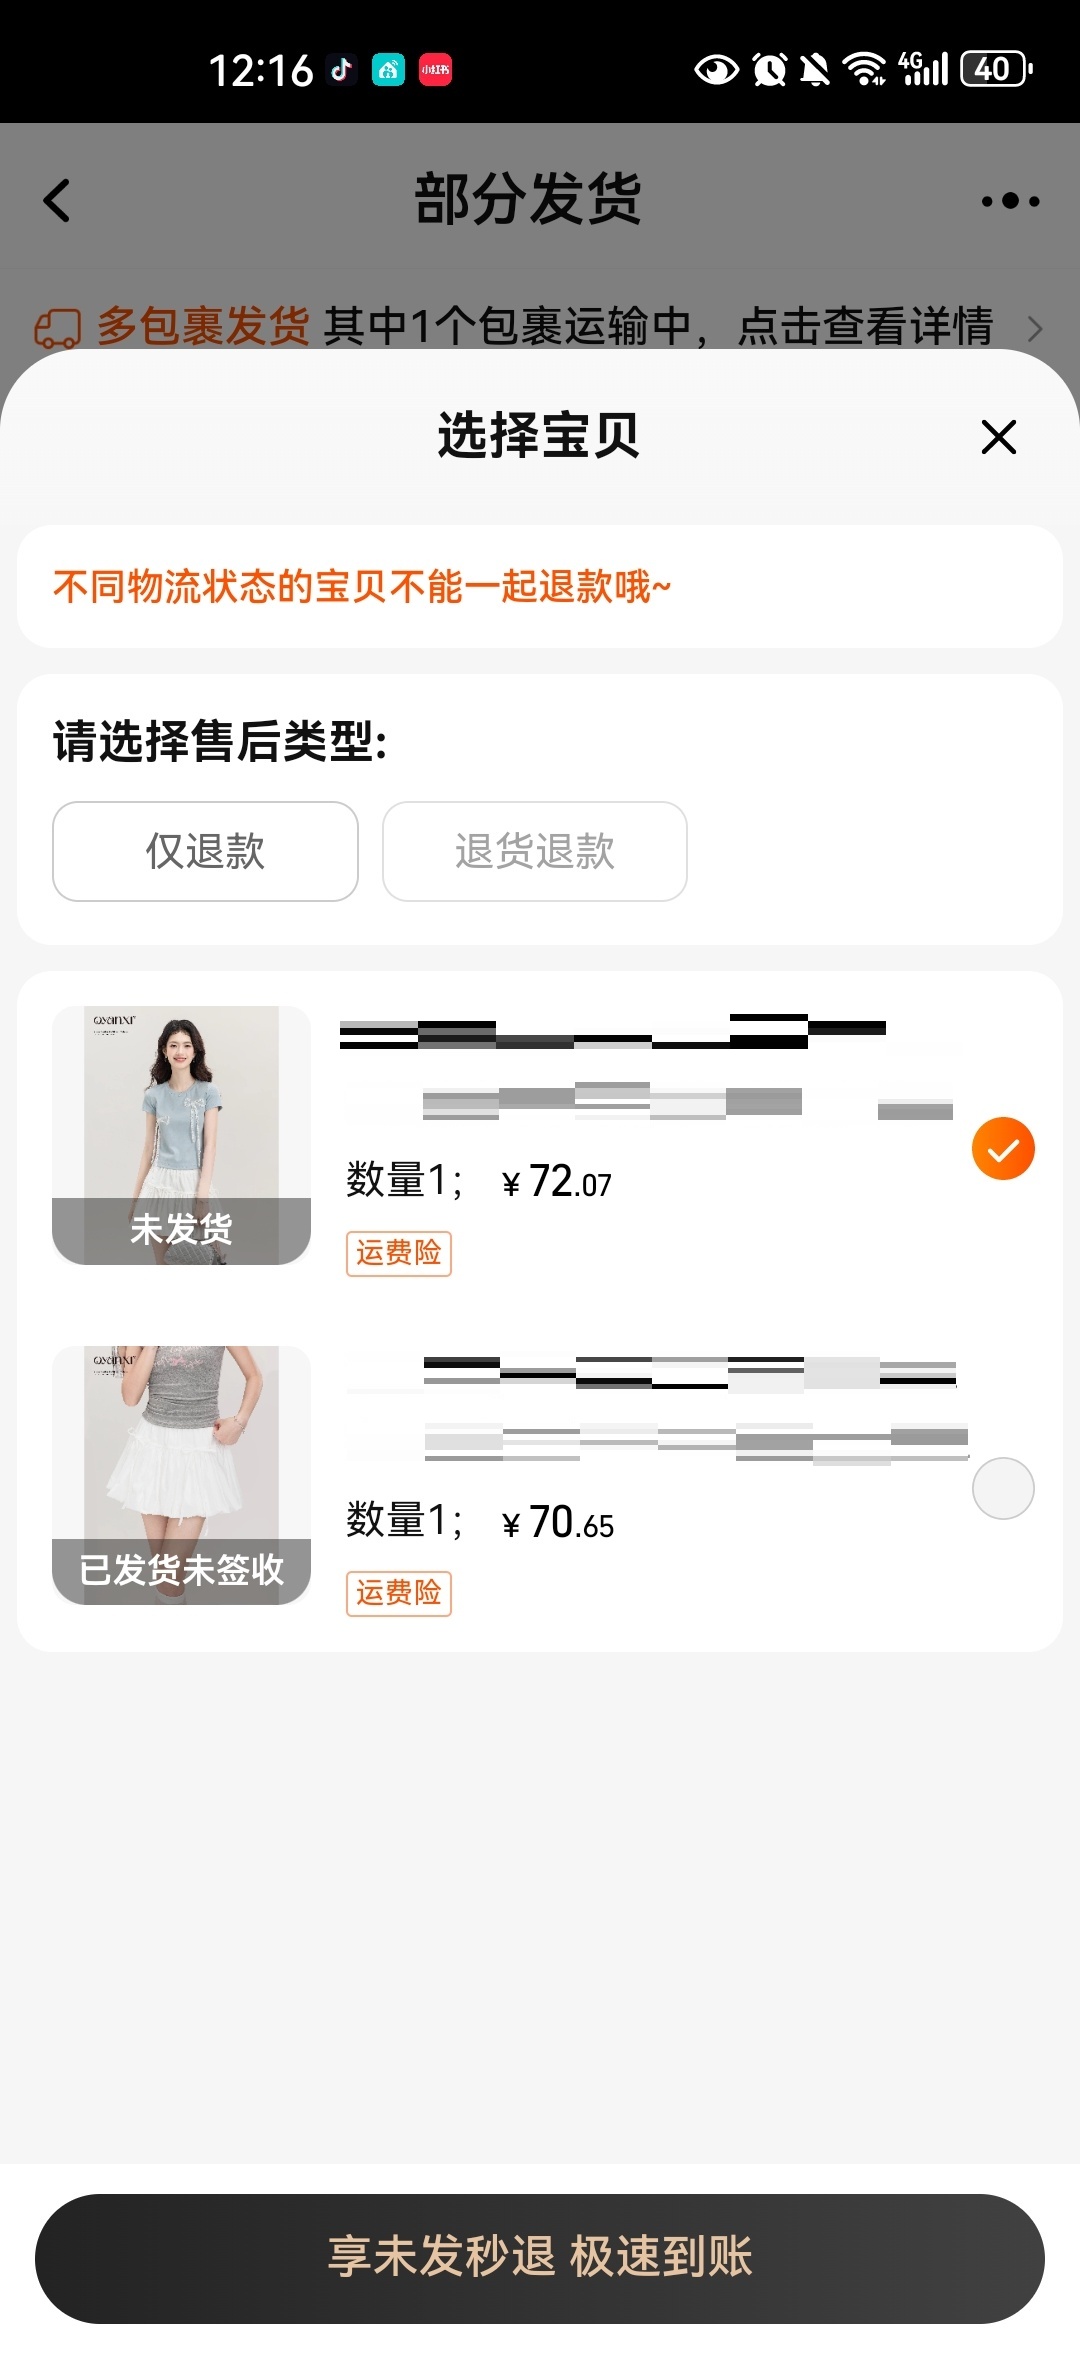 12:16
小红书
4G
40
部分发货
多包裹发货 其中1个包裹运输中，点击查看详情
选择宝贝
不同物流状态的宝贝不能一起退款哦~
请选择售后类型:
仅退款
退货退款
未发货
数量1;
¥ 72.07
运费险
已发货未签收
数量1;
¥ 70.65
运费险
享未发秒退 极速到账